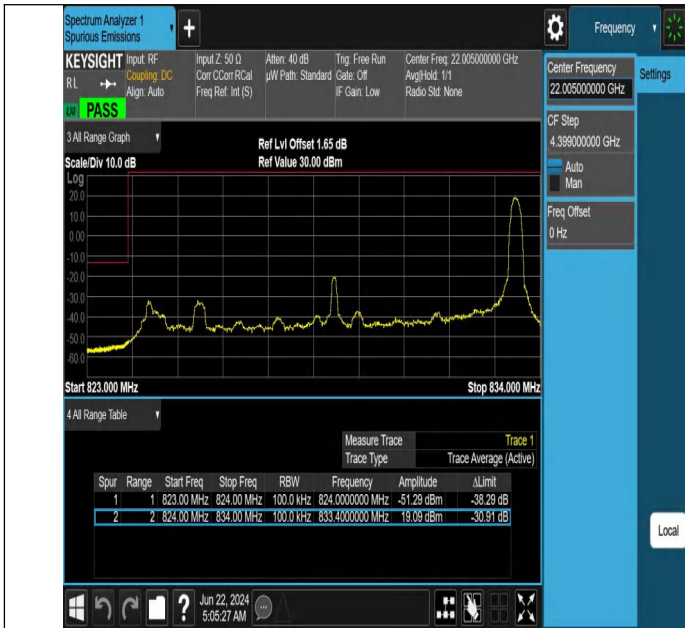 Spectrum Analyzer 1
Spurious Emissions
Frequency
KEYSIGHT
RL
PASS
Input: RF
Coupling: DC
Align: Auto
Input Z: 50 Ω
Corr CCorr RCal
Freq Ref: Int (S)
Atten: 40 dB
µW Path: Standard
Trig: Free Run
Gate: Off
IF Gain: Low
Center Freq: 22.005000000 GHz
Avg|Hold: 1/1
Radio Std: None
Center Frequency
22.005000000 GHz
Settings
CF Step
4.399000000 GHz
Auto
Man
Freq Offset
0 Hz
3 All Range Graph
Scale/Div 10.0 dB
Ref Lvl Offset 1.65 dB
Ref Value 30.00 dBm
Log
20.0
10.0
0.00
-10.0
-20.0
-30.0
-40.0
-50.0
-60.0
Start 823.000 MHz
Stop 834.000 MHz
4 All Range Table
Measure Trace Trace 1
Trace Type Trace Average (Active)
Spur Range Start Freq Stop Freq RBW Frequency Amplitude ΔLimit
1 1 823.00 MHz 824.00 MHz 100.0 kHz 824.0000000 MHz -51.29 dBm -38.29 dB
2 2 824.00 MHz 834.00 MHz 100.0 kHz 833.4000000 MHz 19.09 dBm -30.91 dB
Local
?
Jun 22, 2024
5:05:27 AM